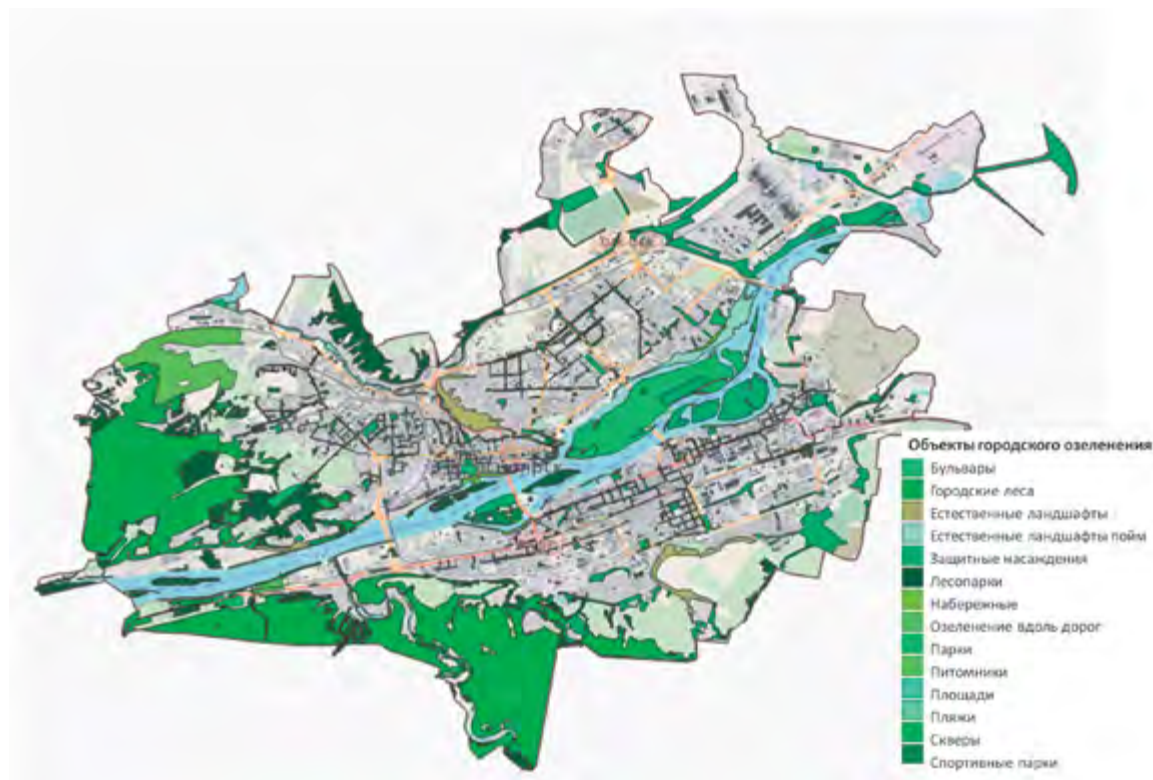 Объекты городского озеленения
Бульвары
Городские леса
Естественные ландшафты
Естественные ландшафты пойм
Защитные насаждения
Лесопарки
Набережные
Озеленение вдоль дорог
Парки
Питомники
Площади
Пляжи
Скверы
Спортивные парки